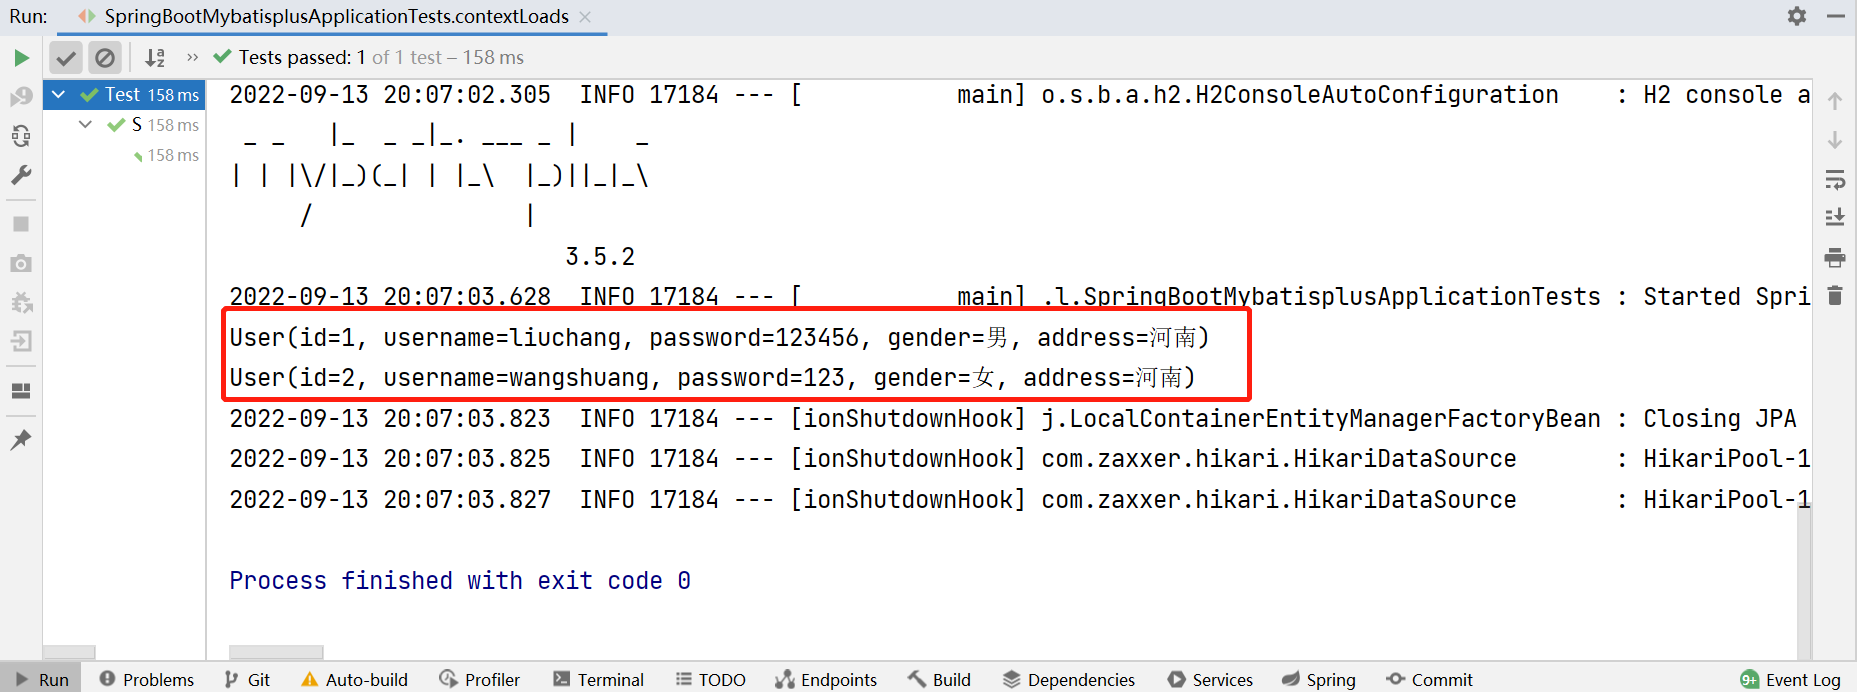 Run: SpringBootMybatisplusApplicationTests.contextLoads
Tests passed: 1 of 1 test – 158 ms
Test 158 ms
S 158 ms
158 ms
2022-09-13 20:07:02.305  INFO 17184 --- [           main] o.s.b.a.h2.H2ConsoleAutoConfiguration    : H2 console a
 _ _   |_  _ _|_. ___ _ |    _
| | |\/|_)(_| | |_\  |_)||_|_\
     /               |
                        3.5.2
2022-09-13 20:07:03.628  INFO 17184 --- [           main] .l.SpringBootMybatisplusApplicationTests : Started Spri
User(id=1, username=liuchang, password=123456, gender=男, address=河南)
User(id=2, username=wangshuang, password=123, gender=女, address=河南)
2022-09-13 20:07:03.823  INFO 17184 --- [ionShutdownHook] j.LocalContainerEntityManagerFactoryBean : Closing JPA
2022-09-13 20:07:03.825  INFO 17184 --- [ionShutdownHook] com.zaxxer.hikari.HikariDataSource       : HikariPool-1
2022-09-13 20:07:03.827  INFO 17184 --- [ionShutdownHook] com.zaxxer.hikari.HikariDataSource       : HikariPool-1
Process finished with exit code 0
Run Problems Git Auto-build Profiler Terminal TODO Endpoints Build Dependencies Services Spring Commit 9+ Event Log